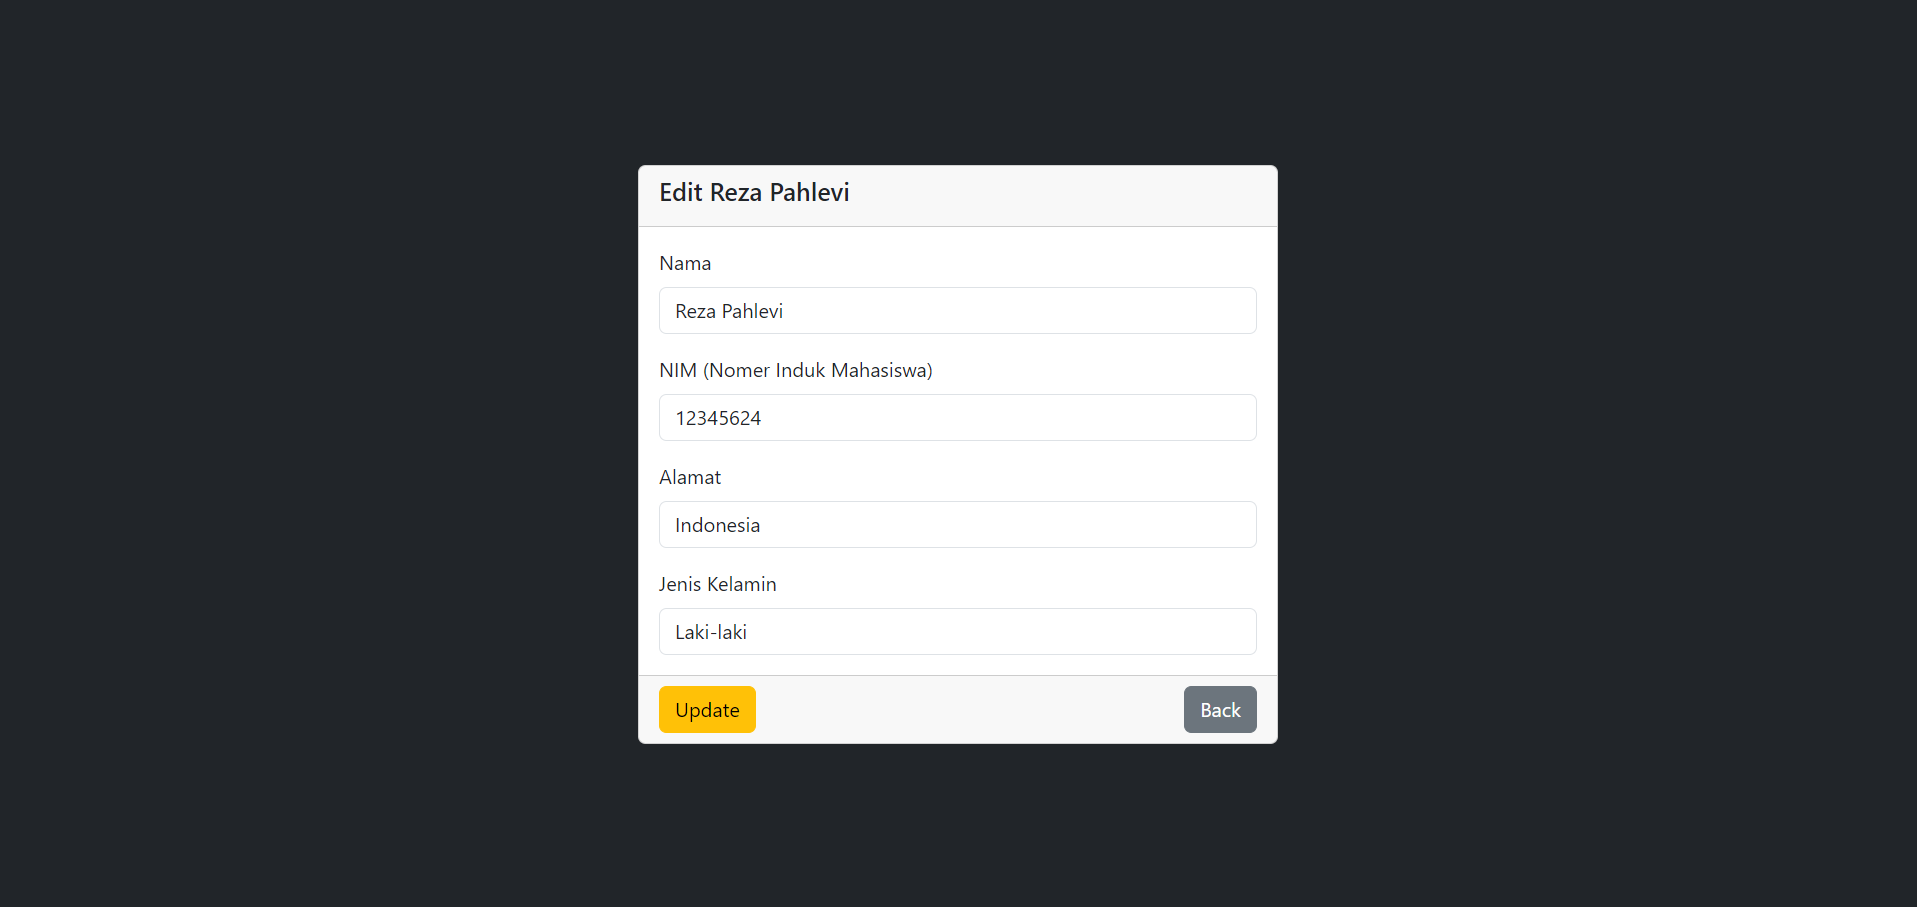 Edit Reza Pahlevi
Nama
Reza Pahlevi
NIM (Nomer Induk Mahasiswa)
12345624
Alamat
Indonesia
Jenis Kelamin
Laki-laki
Update
Back